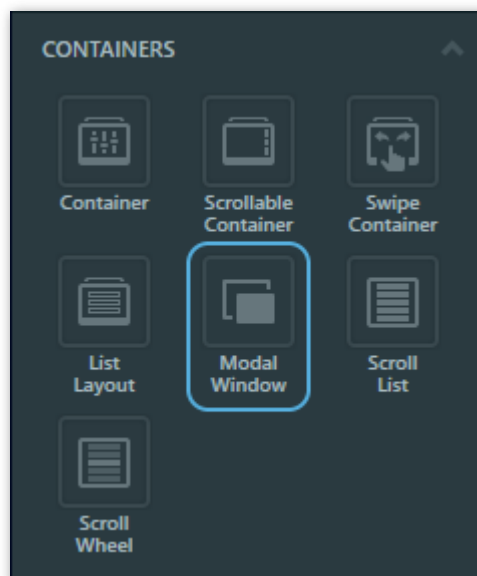 CONTAINERS
Container
Scrollable
Container
Swipe
Container
List
Layout
Modal
Window
Scroll
List
Scroll
Wheel